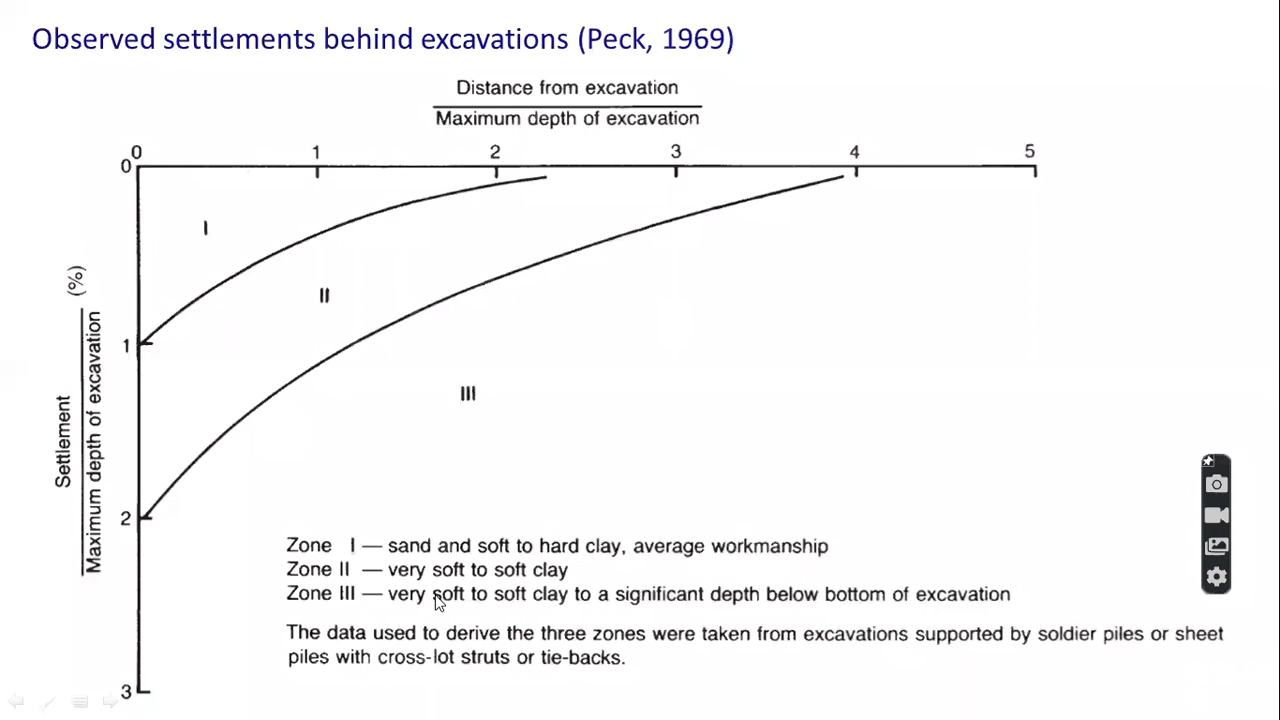 Observed settlements behind excavations (Peck, 1969)
Distance from excavation
Maximum depth of excavation
0 1 2 3 4 5
0
I
(%)
II
1
Settlement
Maximum depth of excavation
III
2
Zone I — sand and soft to hard clay, average workmanship
Zone II — very soft to soft clay
Zone III — very soft to soft clay to a significant depth below bottom of excavation
The data used to derive the three zones were taken from excavations supported by soldier piles or sheet
piles with cross-lot struts or tie-backs.
3